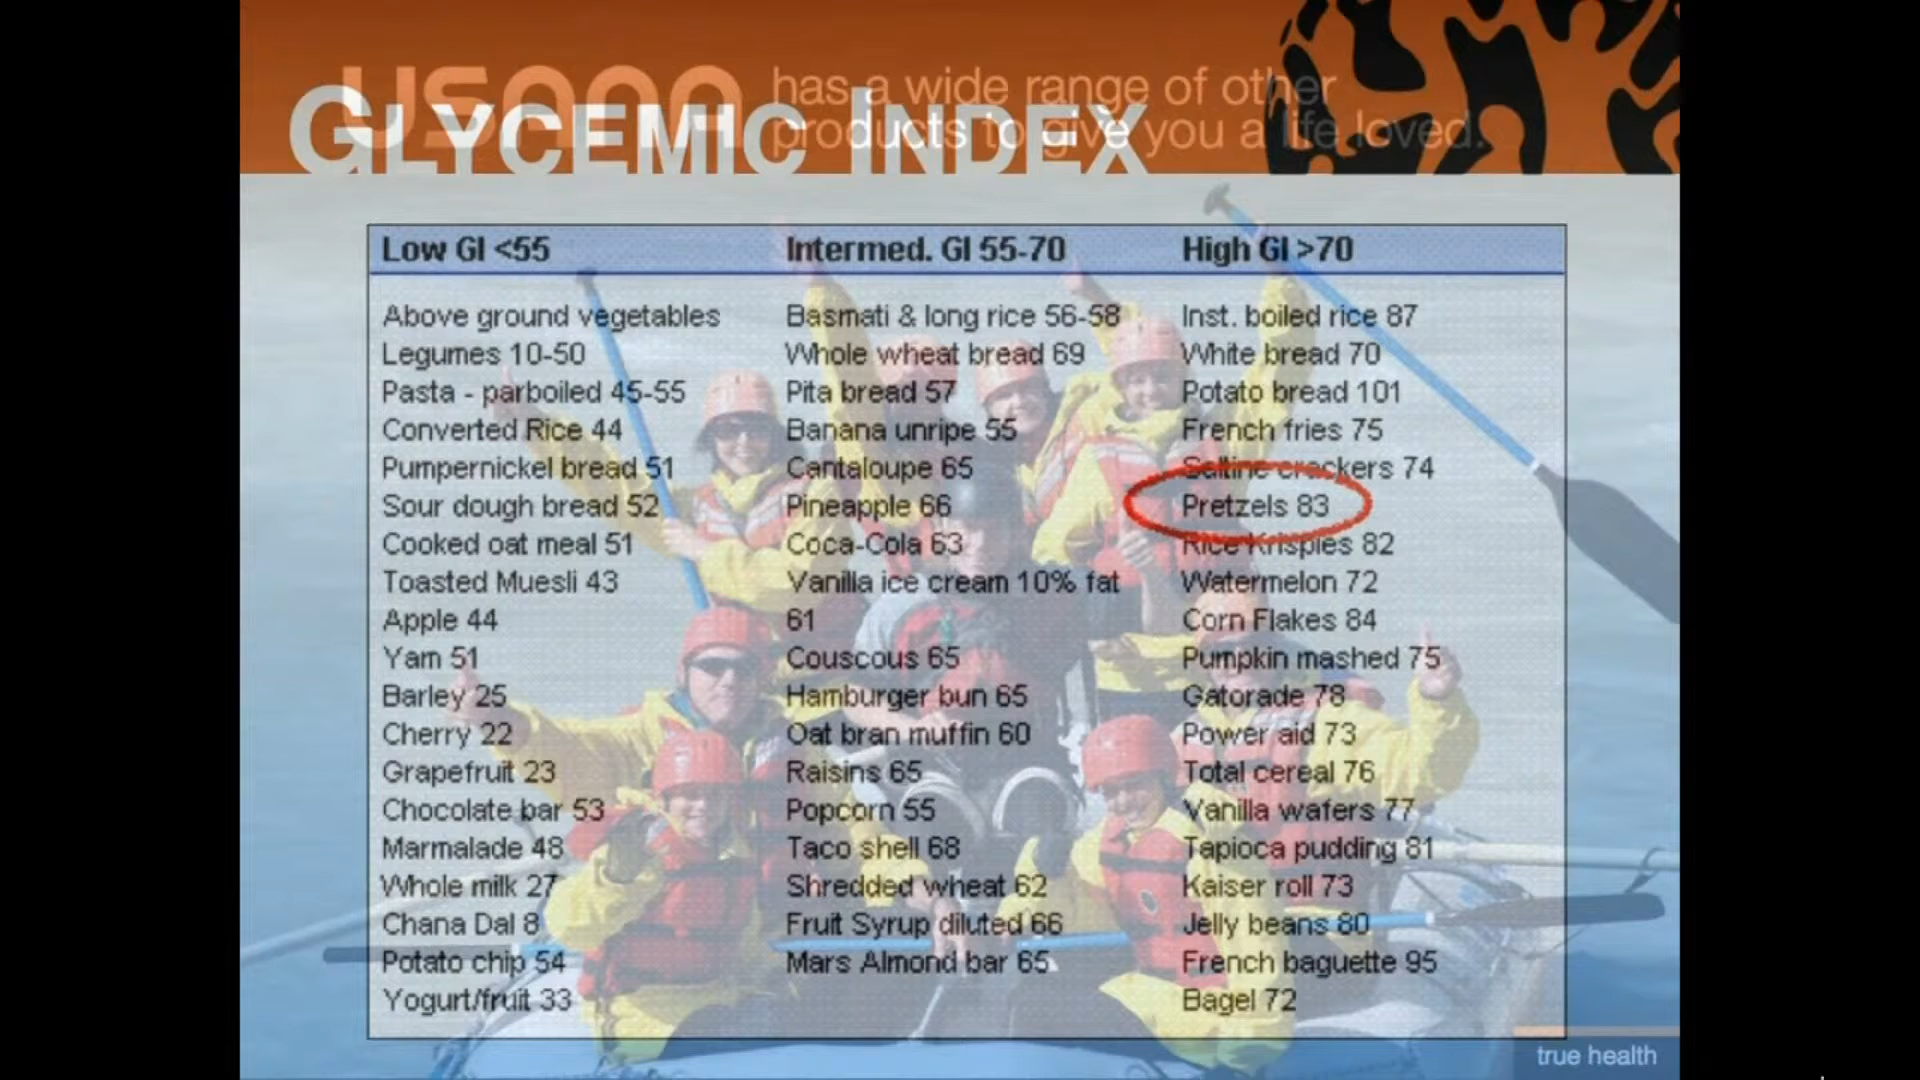 USANA has a wide range of other
products to give you a life loved.
GLYCEMIC INDEX
Low GI <55
Above ground vegetables
Legumes 10-50
Pasta - parboiled 45-55
Converted Rice 44
Pumpernickel bread 51
Sour dough bread 52
Cooked oat meal 51
Toasted Muesli 43
Apple 44
Yam 51
Barley 25
Cherry 22
Grapefruit 23
Chocolate bar 53
Marmalade 48
Whole milk 27
Chana Dal 8
Potato chip 54
Yogurt/fruit 33
Intermed. GI 55-70
Basmati & long rice 56-58
Whole wheat bread 69
Pita bread 57
Banana unripe 55
Cantaloupe 65
Pineapple 66
Coca-Cola 63
Vanilla ice cream 10% fat
61
Couscous 65
Hamburger bun 65
Oat bran muffin 60
Raisins 65
Popcorn 55
Taco shell 68
Shredded wheat 62
Fruit Syrup diluted 66
Mars Almond bar 65
High GI >70
Inst. boiled rice 87
White bread 70
Potato bread 101
French fries 75
Saltine crackers 74
Pretzels 83
Rice Krispies 82
Watermelon 72
Corn Flakes 84
Pumpkin mashed 75
Gatorade 78
Power aid 73
Total cereal 76
Vanilla wafers 77
Tapioca pudding 81
Kaiser roll 73
Jelly beans 80
French baguette 95
Bagel 72
true health